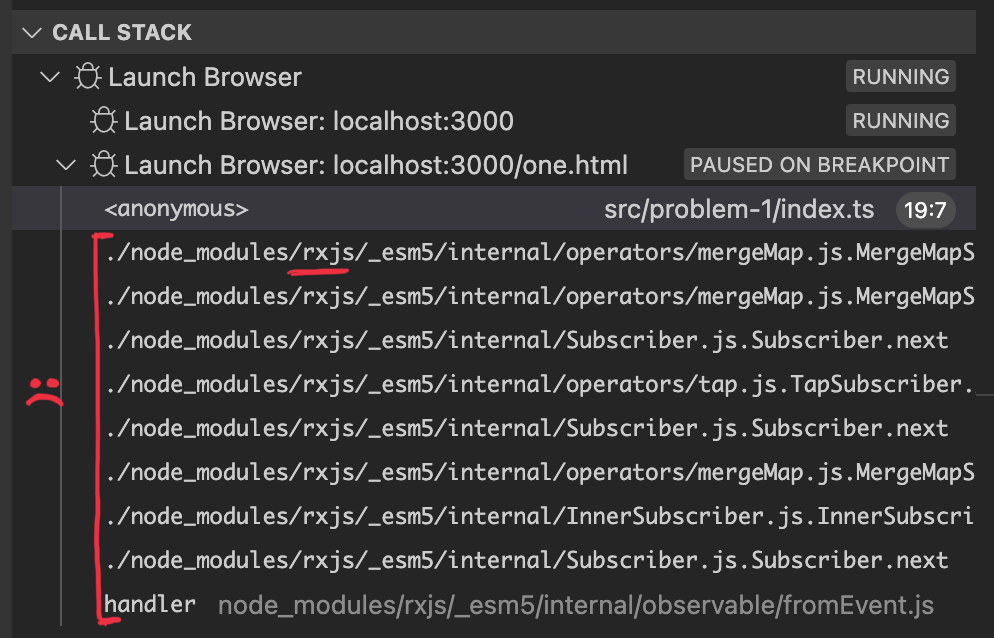 CALL STACK
Launch Browser RUNNING
Launch Browser: localhost:3000 RUNNING
Launch Browser: localhost:3000/one.html PAUSED ON BREAKPOINT
<anonymous> src/problem-1/index.ts 19:7
./node_modules/rxjs/_esm5/internal/operators/mergeMap.js.MergeMapS
./node_modules/rxjs/_esm5/internal/operators/mergeMap.js.MergeMapS
./node_modules/rxjs/_esm5/internal/Subscriber.js.Subscriber.next
./node_modules/rxjs/_esm5/internal/operators/tap.js.TapSubscriber.
./node_modules/rxjs/_esm5/internal/Subscriber.js.Subscriber.next
./node_modules/rxjs/_esm5/internal/operators/mergeMap.js.MergeMapS
./node_modules/rxjs/_esm5/internal/InnerSubscriber.js.InnerSubscri
./node_modules/rxjs/_esm5/internal/Subscriber.js.Subscriber.next
handler node_modules/rxjs/_esm5/internal/observable/fromEvent.js